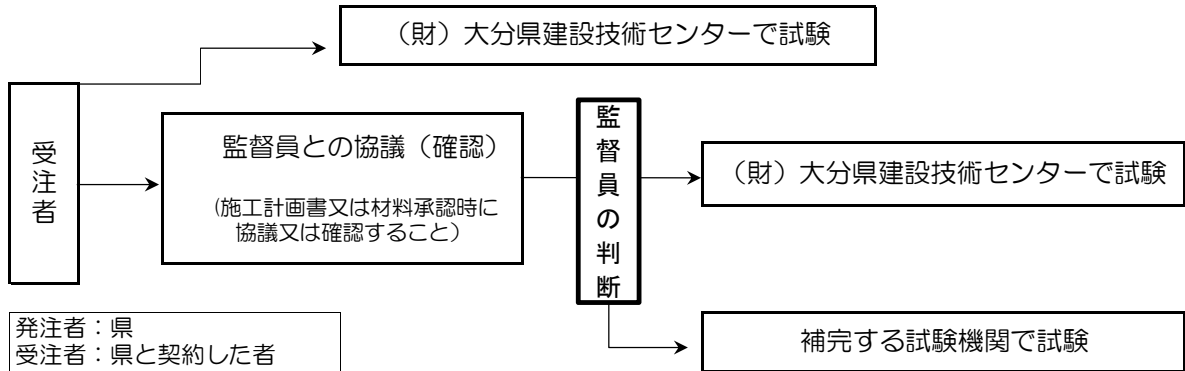 （財）大分県建設技術センターで試験
受注者
監督員との協議（確認）
（施工計画書又は材料承認時に
協議又は確認すること）
監督員の判断
（財）大分県建設技術センターで試験
補完する試験機関で試験
発注者：県
受注者：県と契約した者